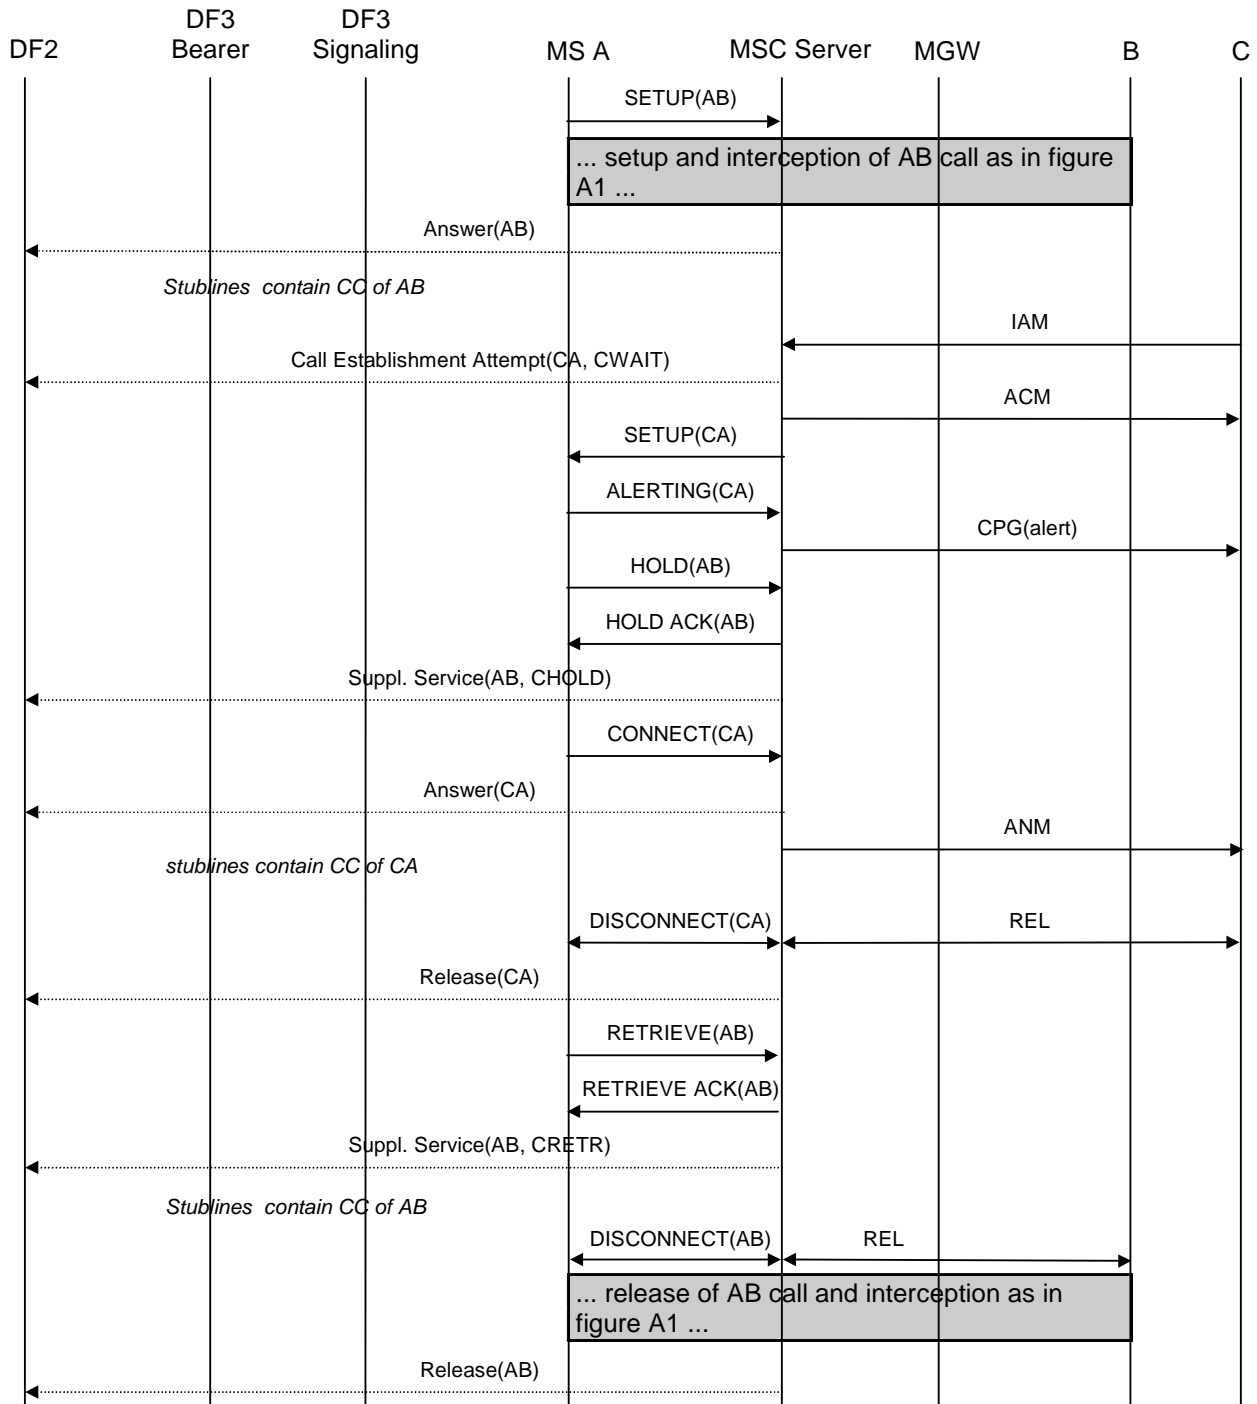 DF3 DF3
DF2 Bearer Signaling MS A MSC Server MGW B C
SETUP(AB)
... setup and interception of AB call as in figure
A1 ...
Answer(AB)
Stublines contain CC of AB
IAM
Call Establishment Attempt(CA, CWAIT)
ACM
SETUP(CA)
ALERTING(CA)
CPG(alert)
HOLD(AB)
HOLD ACK(AB)
Suppl. Service(AB, CHOLD)
CONNECT(CA)
Answer(CA)
ANM
stublines contain CC of CA
DISCONNECT(CA) REL
Release(CA)
RETRIEVE(AB)
RETRIEVE ACK(AB)
Suppl. Service(AB, CRETR)
Stublines contain CC of AB
DISCONNECT(AB) REL
... release of AB call and interception as in
figure A1 ...
Release(AB)